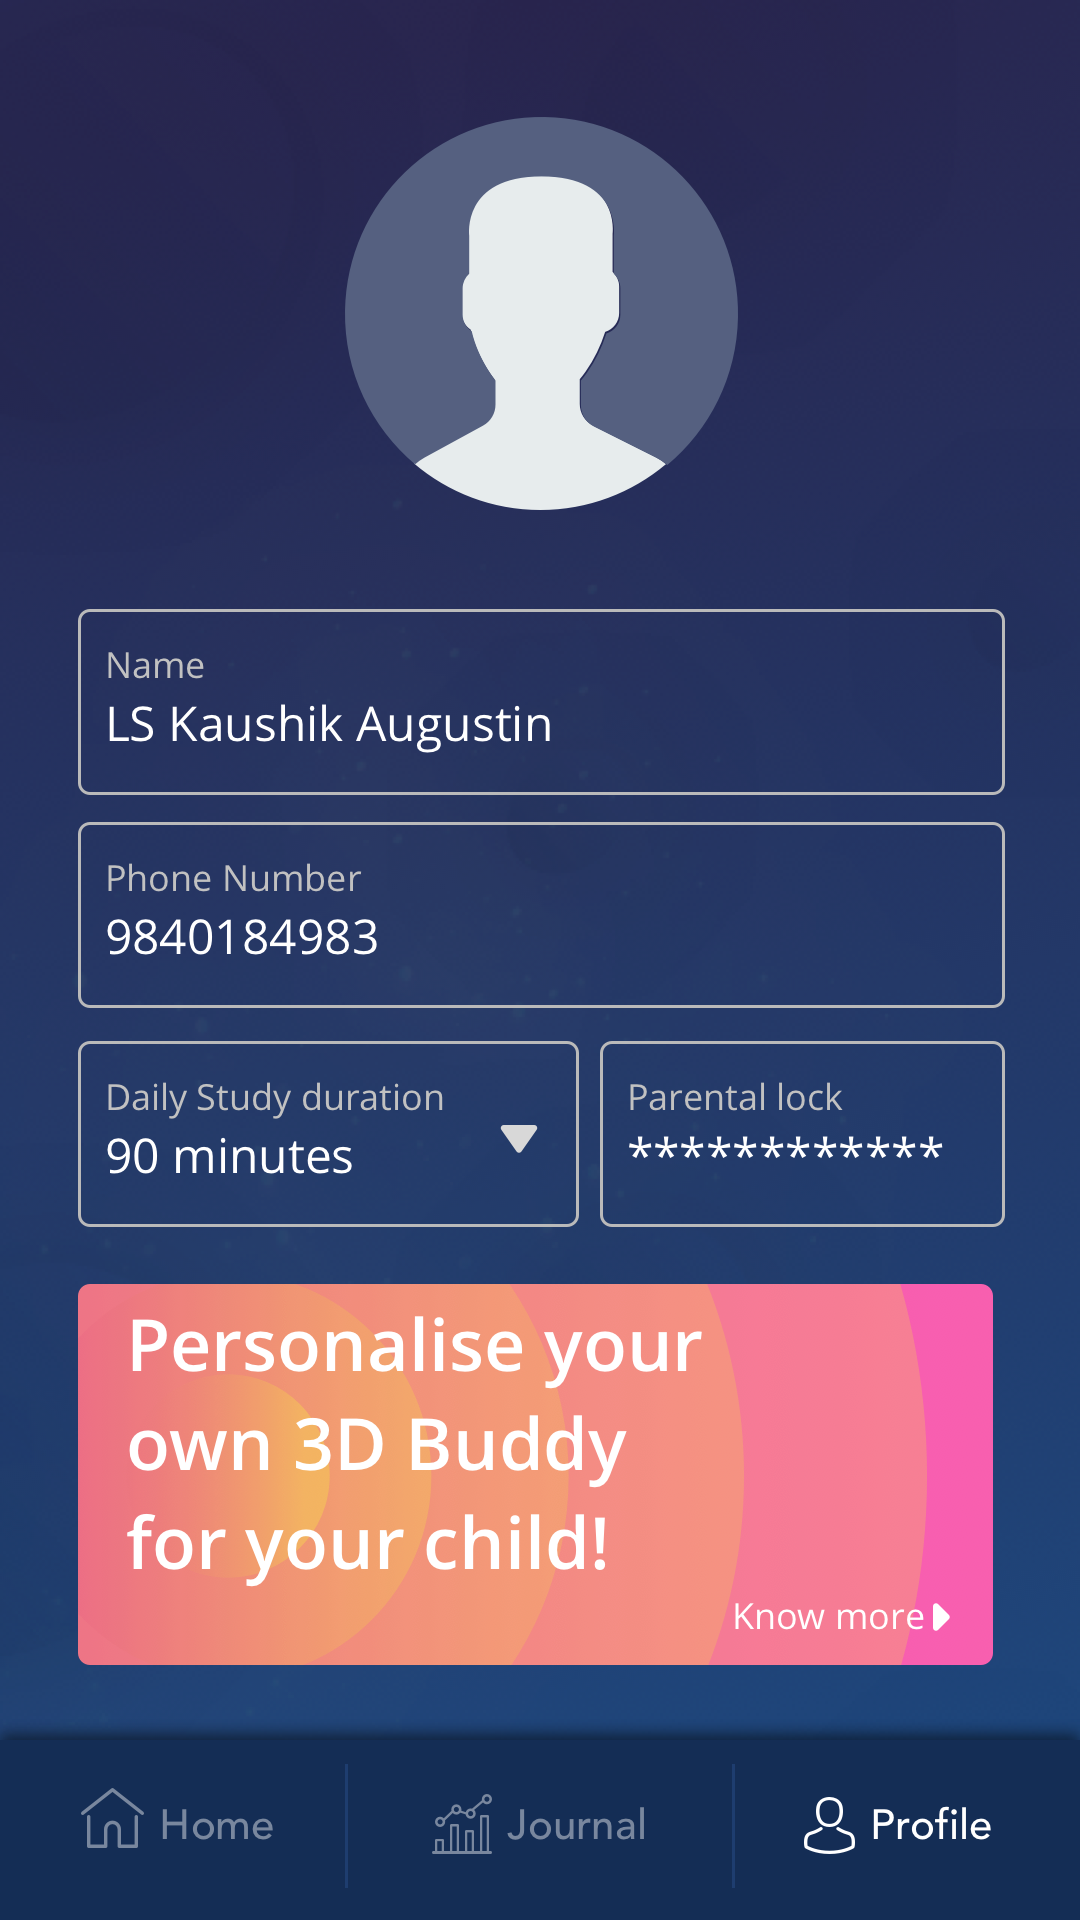 Name
LS Kaushik Augustin
Phone Number
9840184983
Daily Study duration
90 minutes
Parental lock
************
Personalise your
own 3D Buddy
for your child!
Know more
Home
Journal
Profile